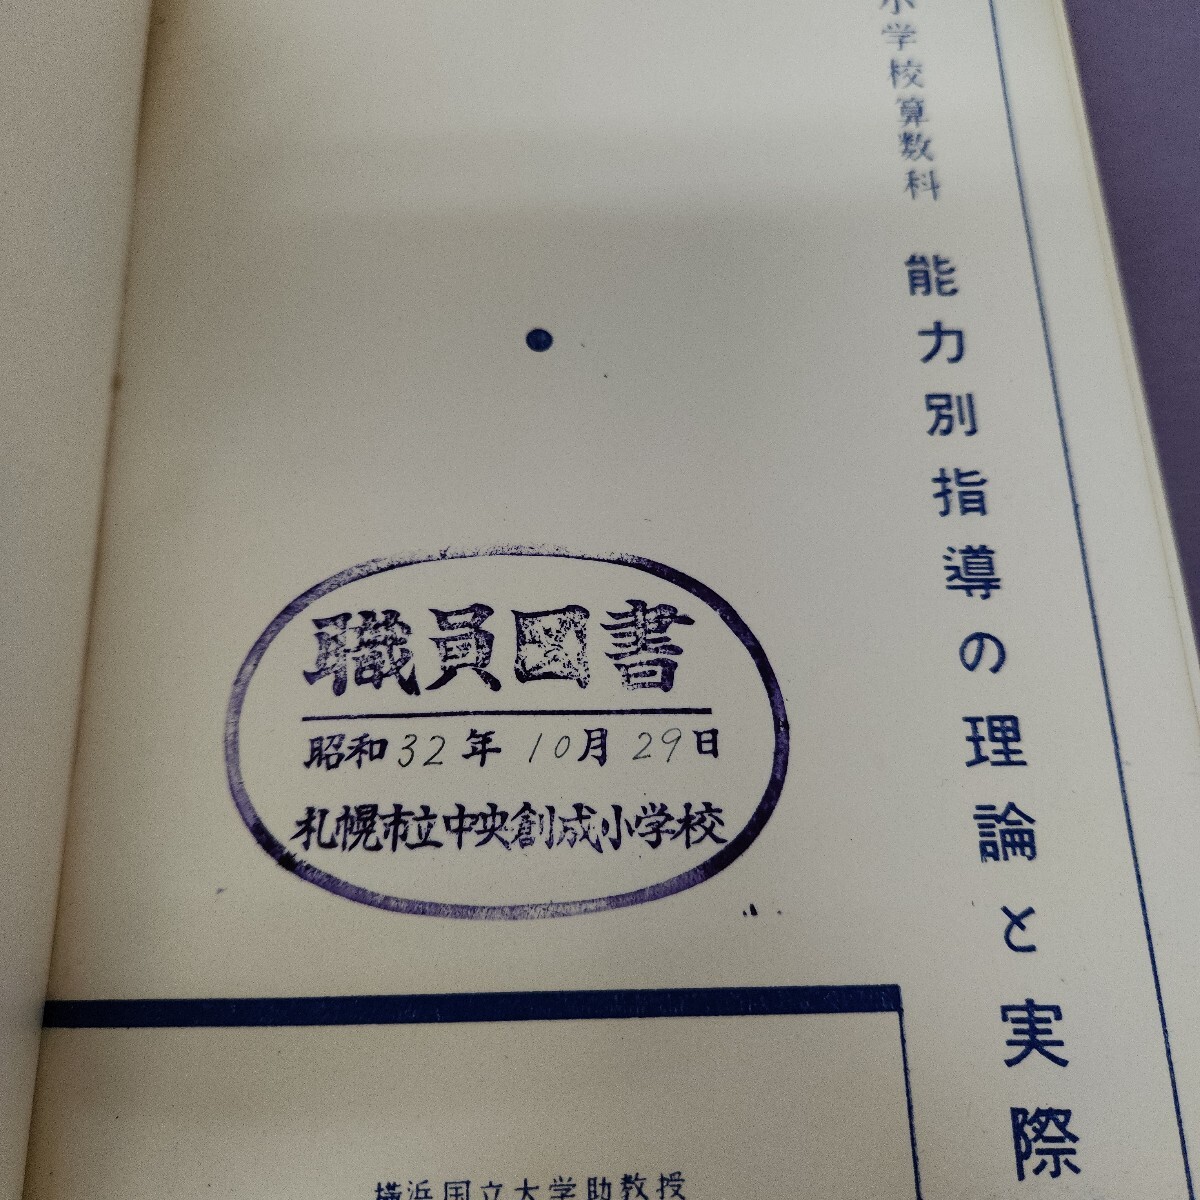 小学校算数科 能力別指導の理論と実際
職員図書
昭和32年 10月 29日
札幌市立中央創成小学校
横浜国立大学助教授